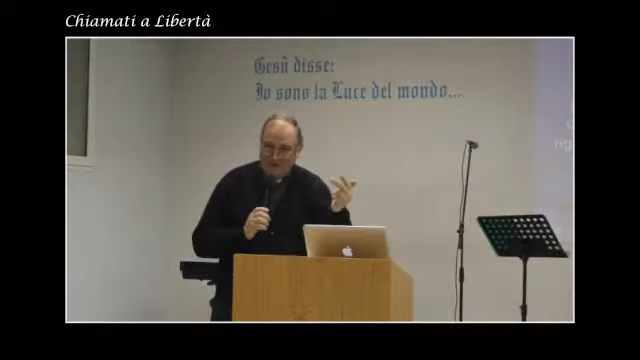 Chiamati a Libertà
Gesù disse:
Io sono la Luce del mondo...